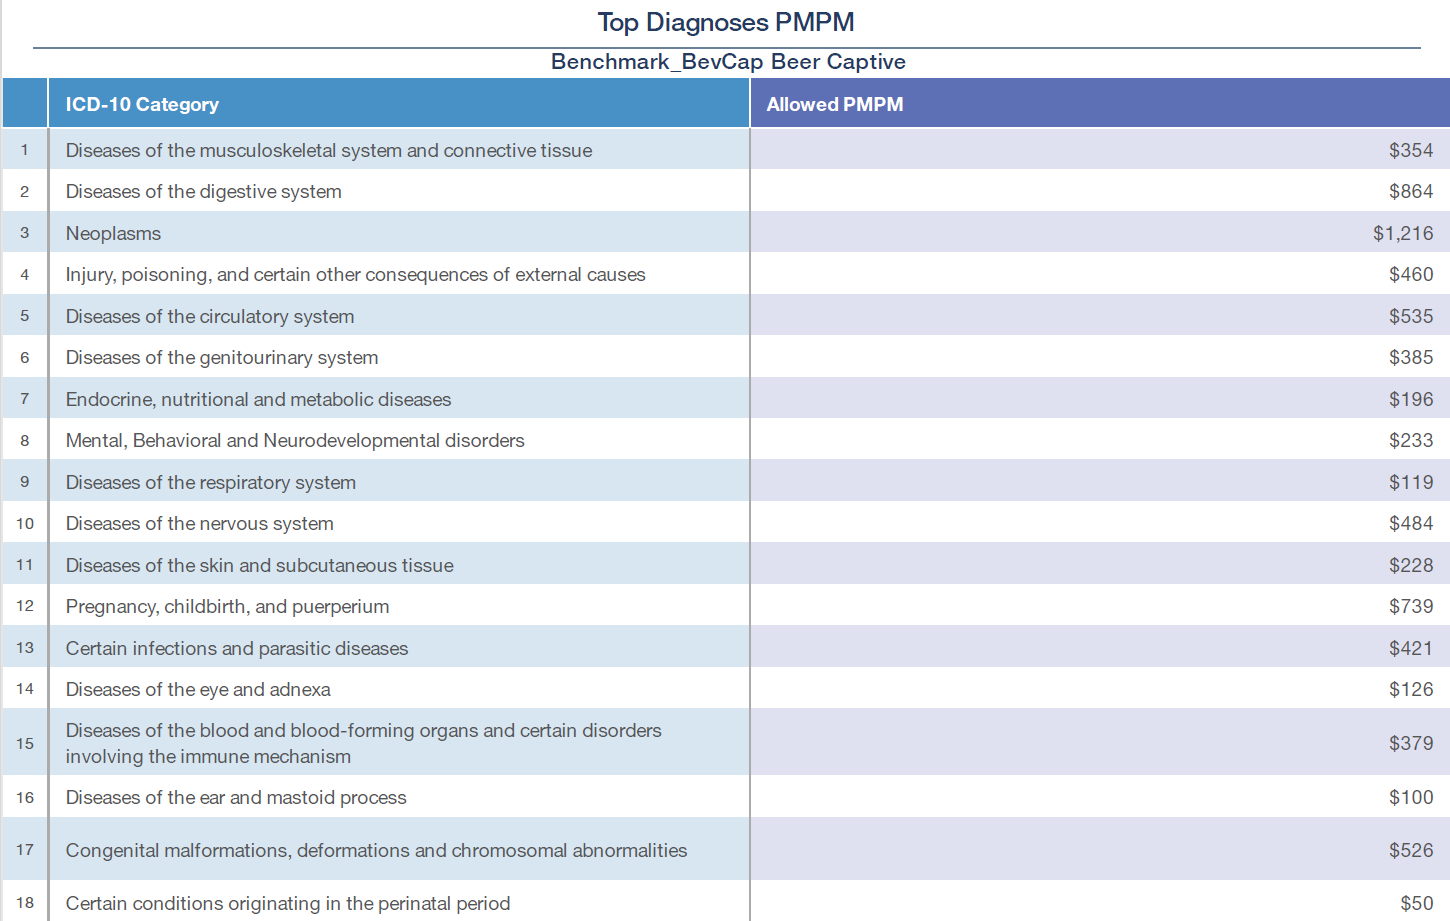 Top Diagnoses PMPM
Benchmark_BevCap Beer Captive
ICD-10 Category Allowed PMPM
1 Diseases of the musculoskeletal system and connective tissue $354
2 Diseases of the digestive system $864
3 Neoplasms $1,216
4 Injury, poisoning, and certain other consequences of external causes $460
5 Diseases of the circulatory system $535
6 Diseases of the genitourinary system $385
7 Endocrine, nutritional and metabolic diseases $196
8 Mental, Behavioral and Neurodevelopmental disorders $233
9 Diseases of the respiratory system $119
10 Diseases of the nervous system $484
11 Diseases of the skin and subcutaneous tissue $228
12 Pregnancy, childbirth, and puerperium $739
13 Certain infections and parasitic diseases $421
14 Diseases of the eye and adnexa $126
15 Diseases of the blood and blood-forming organs and certain disorders
involving the immune mechanism $379
16 Diseases of the ear and mastoid process $100
17 Congenital malformations, deformations and chromosomal abnormalities $526
18 Certain conditions originating in the perinatal period $50